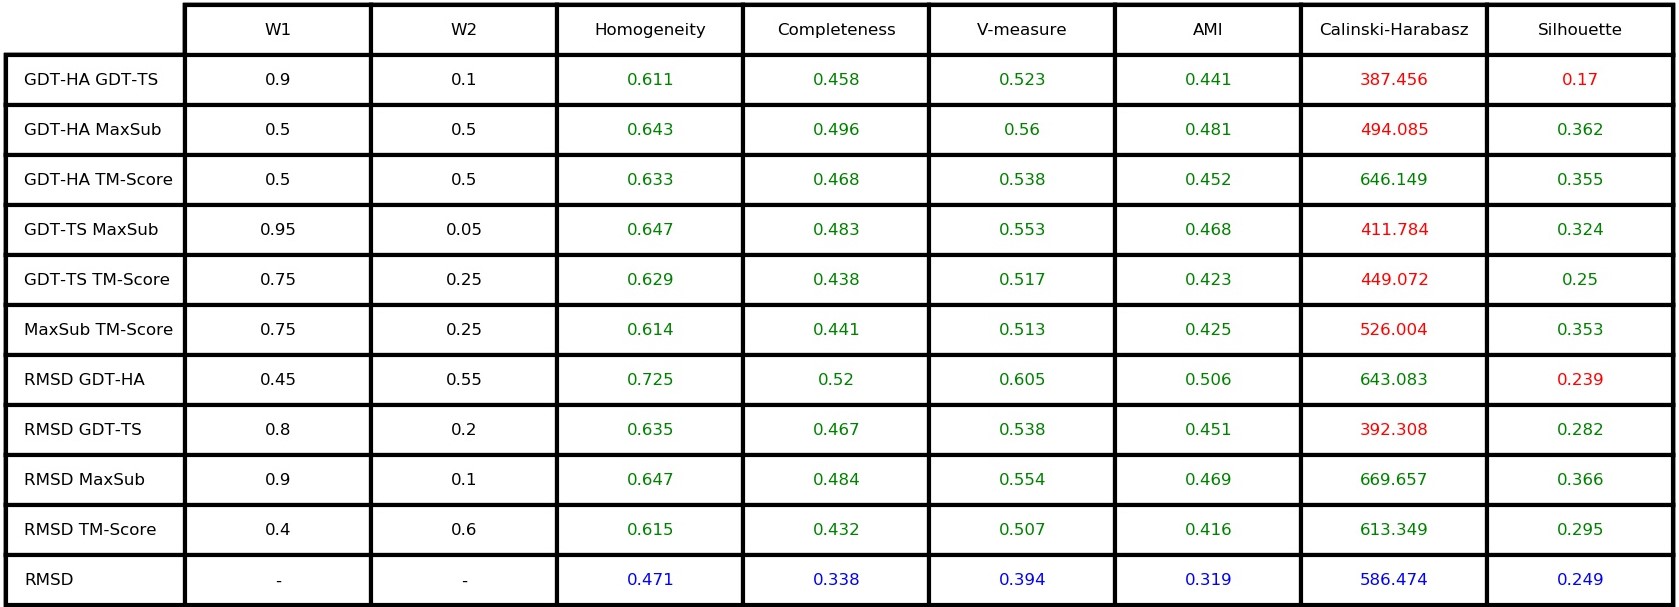 W1 W2 Homogeneity Completeness V-measure AMI Calinski-Harabasz Silhouette
GDT-HA GDT-TS 0.9 0.1 0.611 0.458 0.523 0.441 387.456 0.17
GDT-HA MaxSub 0.5 0.5 0.643 0.496 0.56 0.481 494.085 0.362
GDT-HA TM-Score 0.5 0.5 0.633 0.468 0.538 0.452 646.149 0.355
GDT-TS MaxSub 0.95 0.05 0.647 0.483 0.553 0.468 411.784 0.324
GDT-TS TM-Score 0.75 0.25 0.629 0.438 0.517 0.423 449.072 0.25
MaxSub TM-Score 0.75 0.25 0.614 0.441 0.513 0.425 526.004 0.353
RMSD GDT-HA 0.45 0.55 0.725 0.52 0.605 0.506 643.083 0.239
RMSD GDT-TS 0.8 0.2 0.635 0.467 0.538 0.451 392.308 0.282
RMSD MaxSub 0.9 0.1 0.647 0.484 0.554 0.469 669.657 0.366
RMSD TM-Score 0.4 0.6 0.615 0.432 0.507 0.416 613.349 0.295
RMSD - - 0.471 0.338 0.394 0.319 586.474 0.249